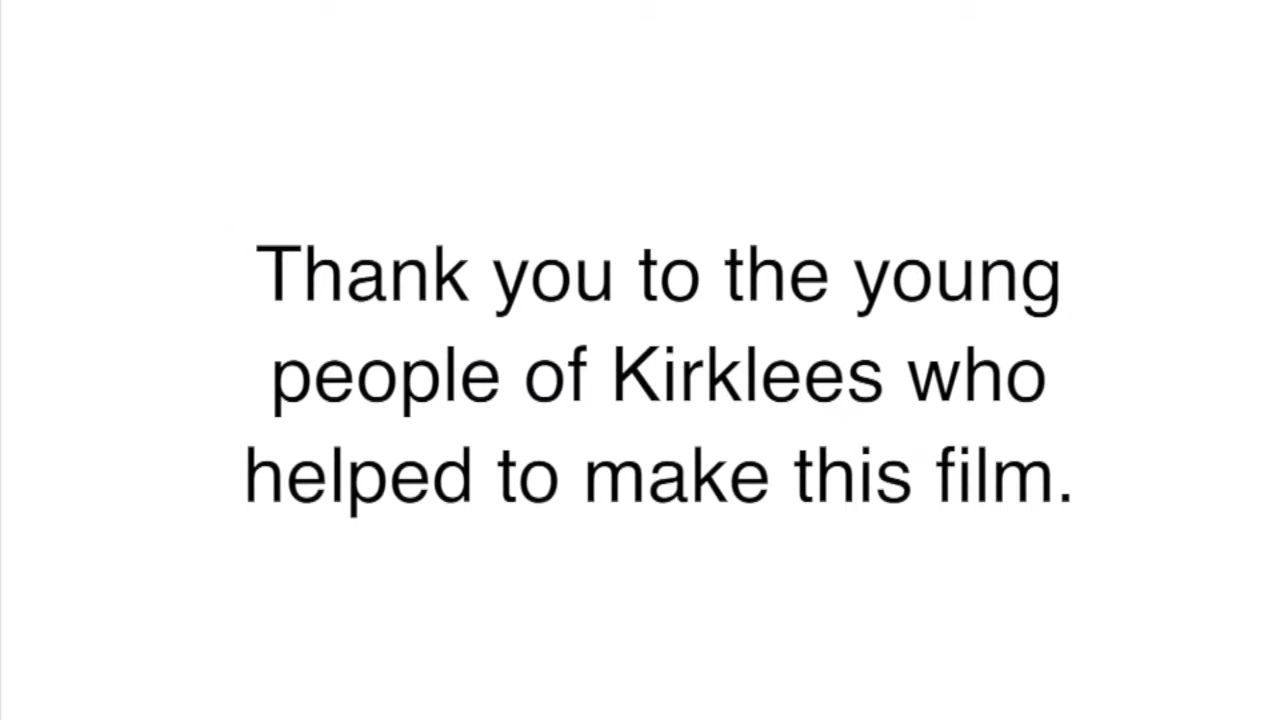 Thank you to the young
people of Kirklees who
helped to make this film.